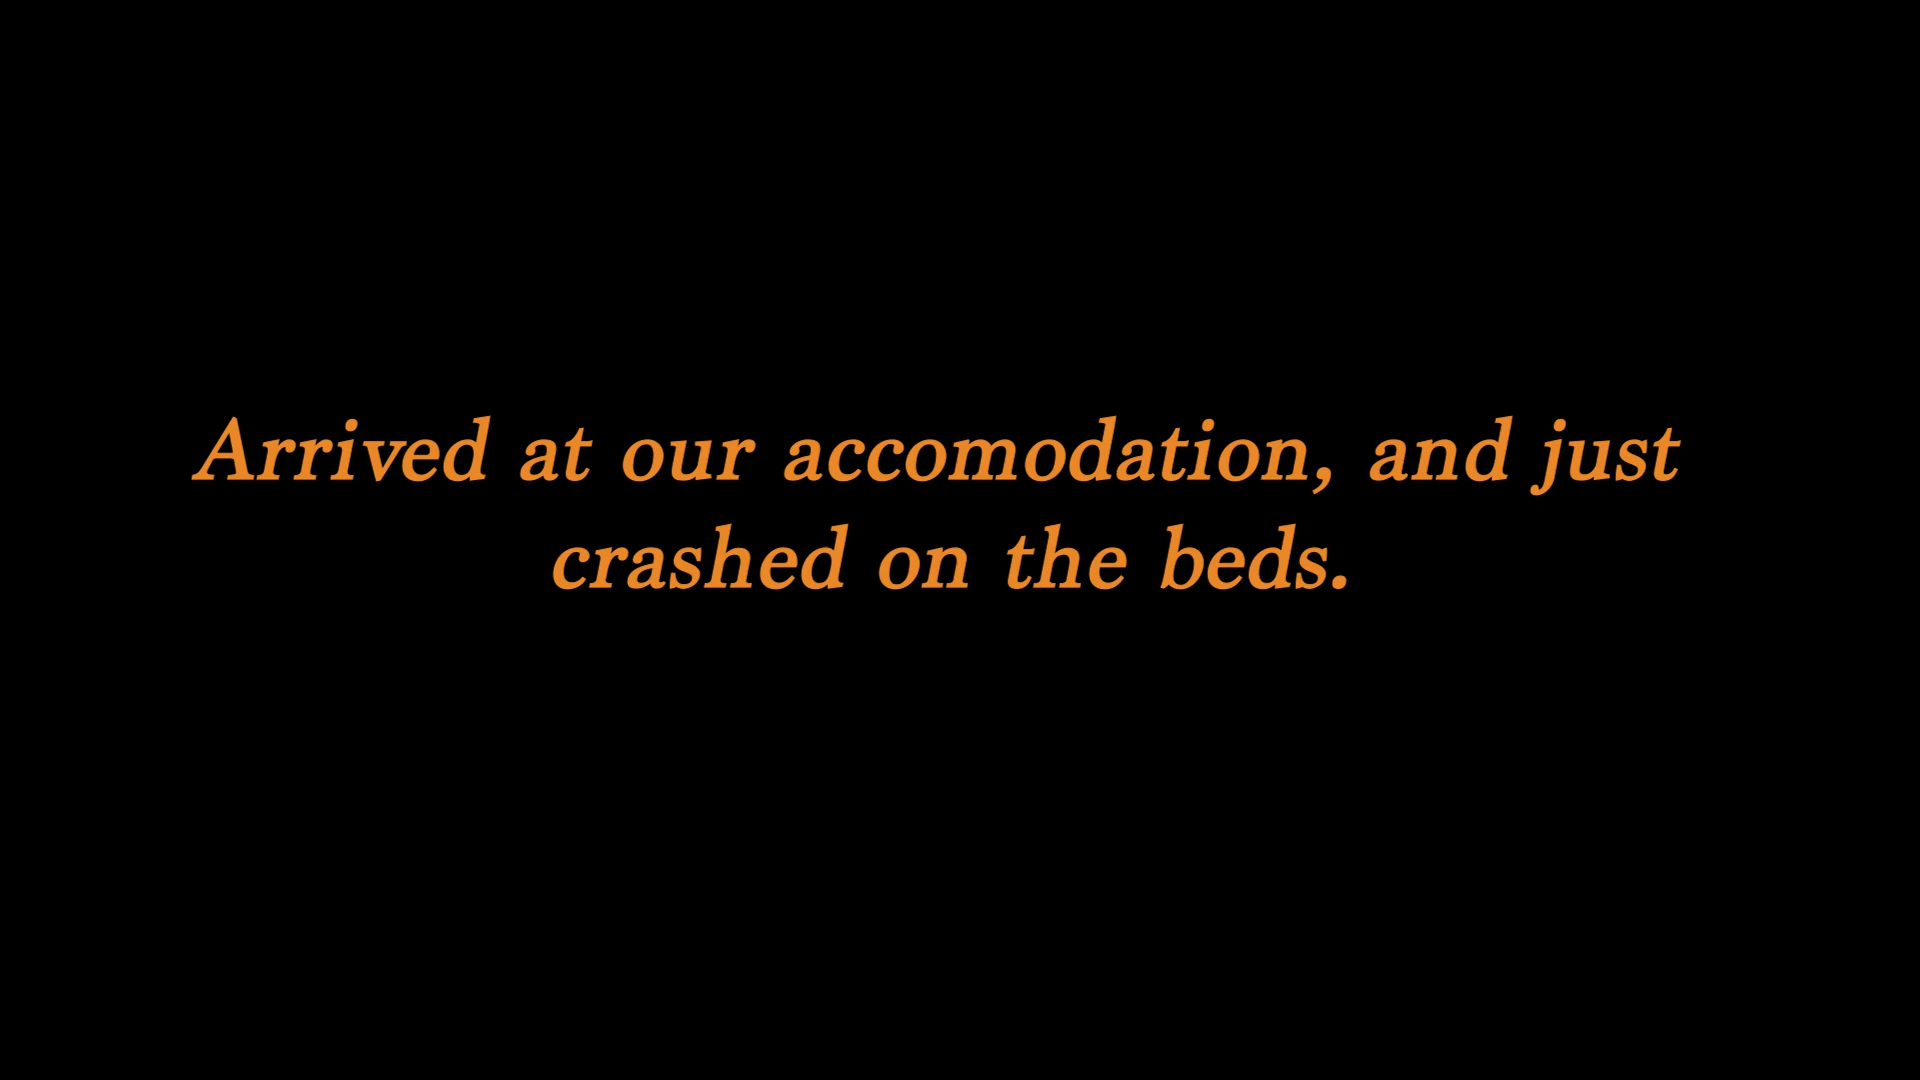 Arrived at our accomodation, and just
crashed on the beds.